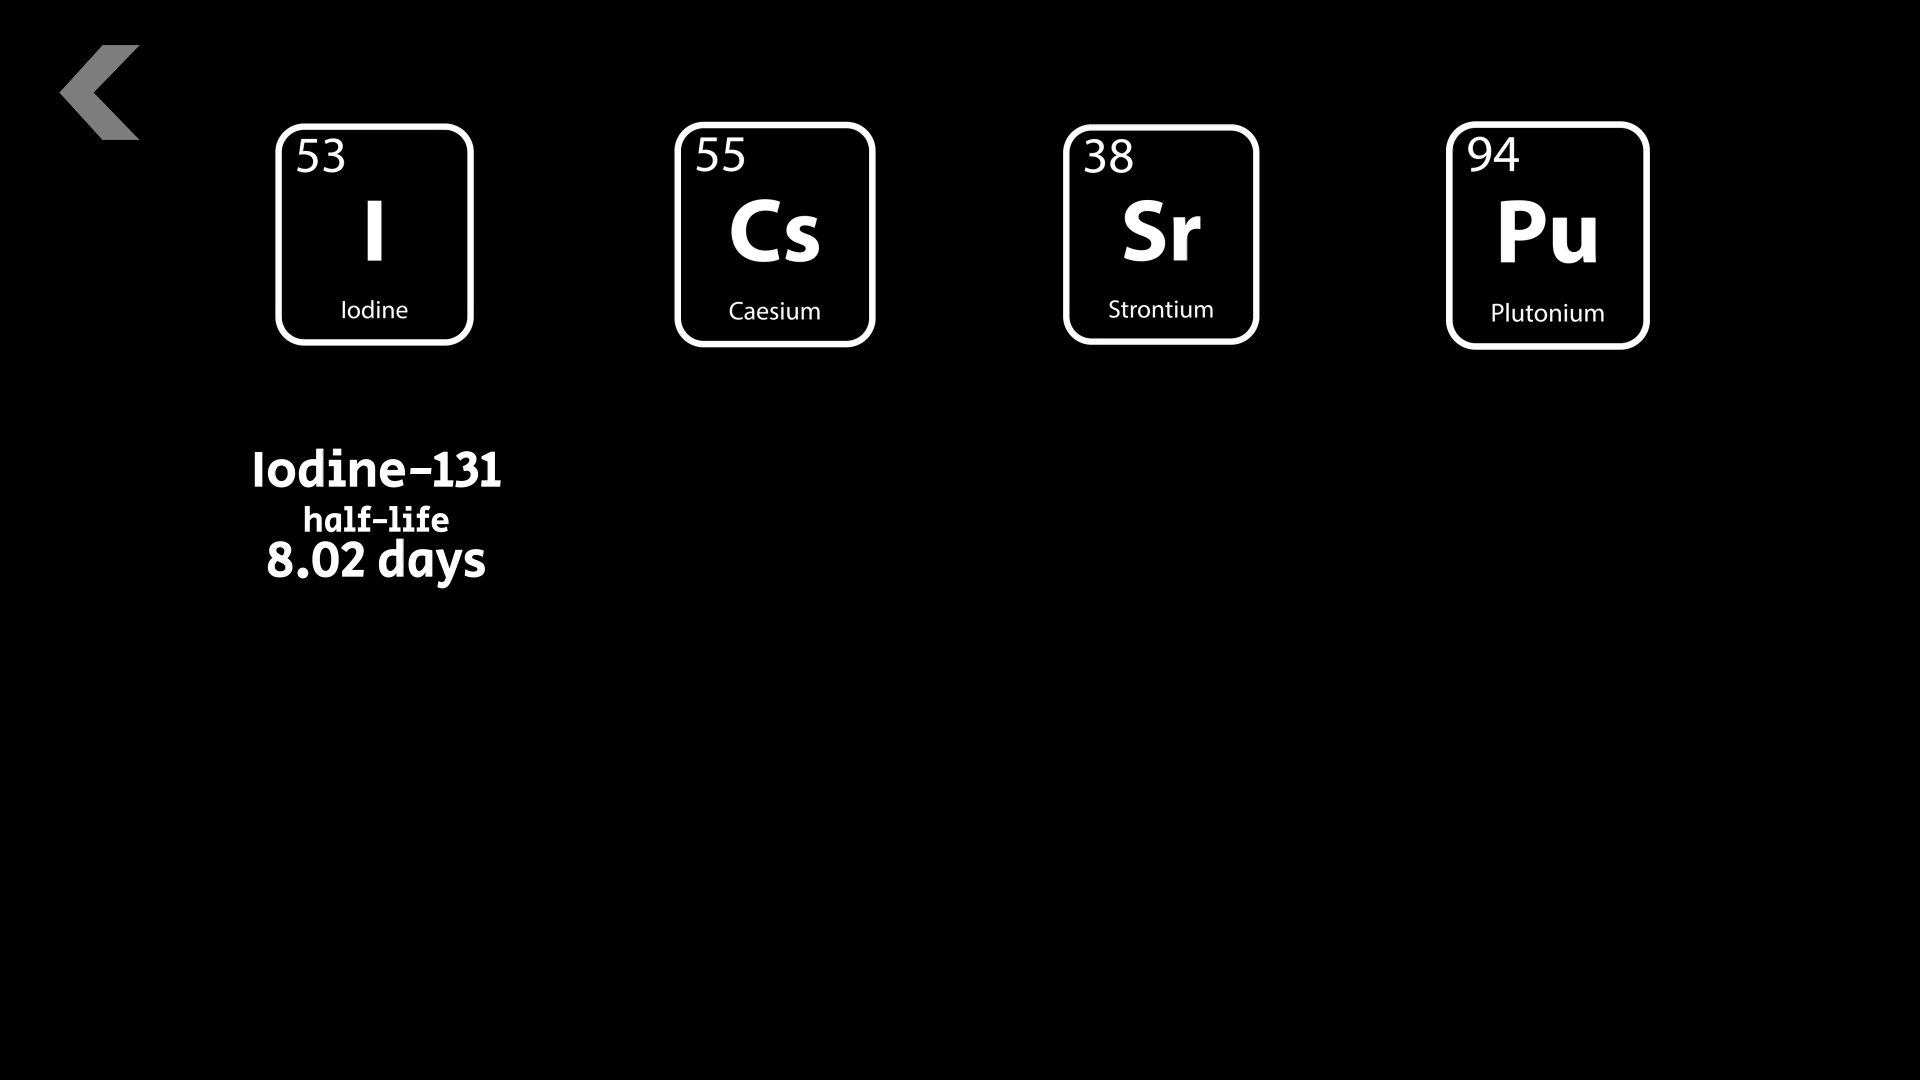 53
I
Iodine
55
Cs
Caesium
38
Sr
Strontium
94
Pu
Plutonium
Iodine-131
half-life
8.02 days